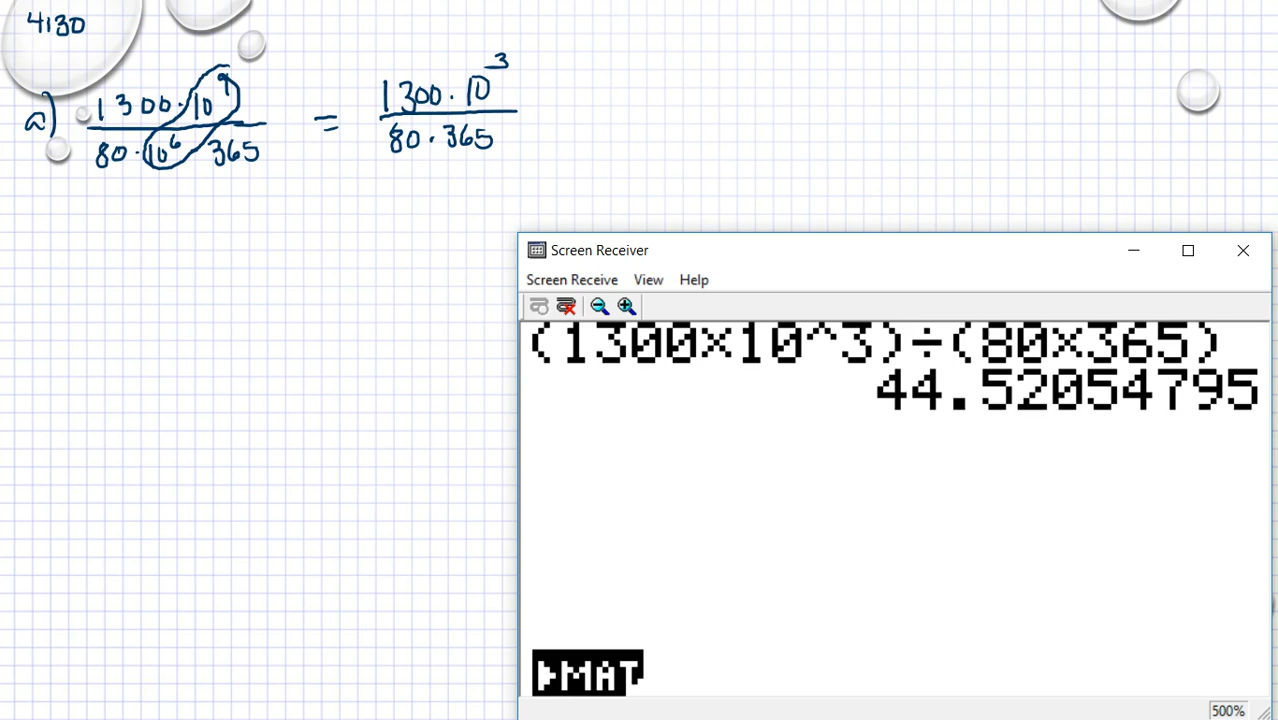 4130
a) 1300·10⁹ / 80·10⁶·365 = 1300·10³ / 80·365
Screen Receiver
Screen Receive View Help
(1300×10^3)÷(80×365)
44.52054795
▶MAT
500%